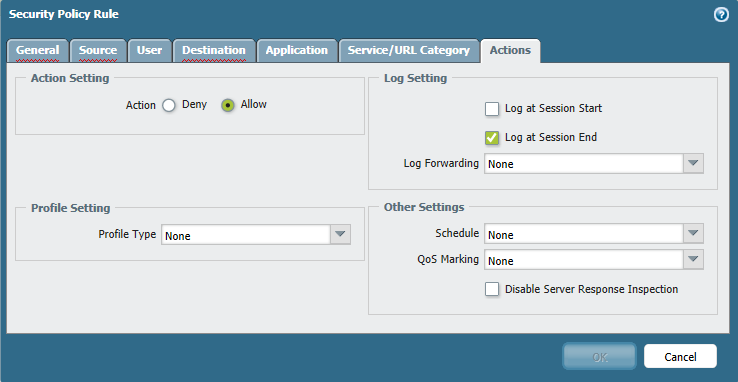 Security Policy Rule
General
Source
User
Destination
Application
Service/URL Category
Actions
Action Setting
Action
Deny
Allow
Log Setting
Log at Session Start
Log at Session End
Log Forwarding
None
Profile Setting
Profile Type
None
Other Settings
Schedule
None
QoS Marking
None
Disable Server Response Inspection
OK
Cancel